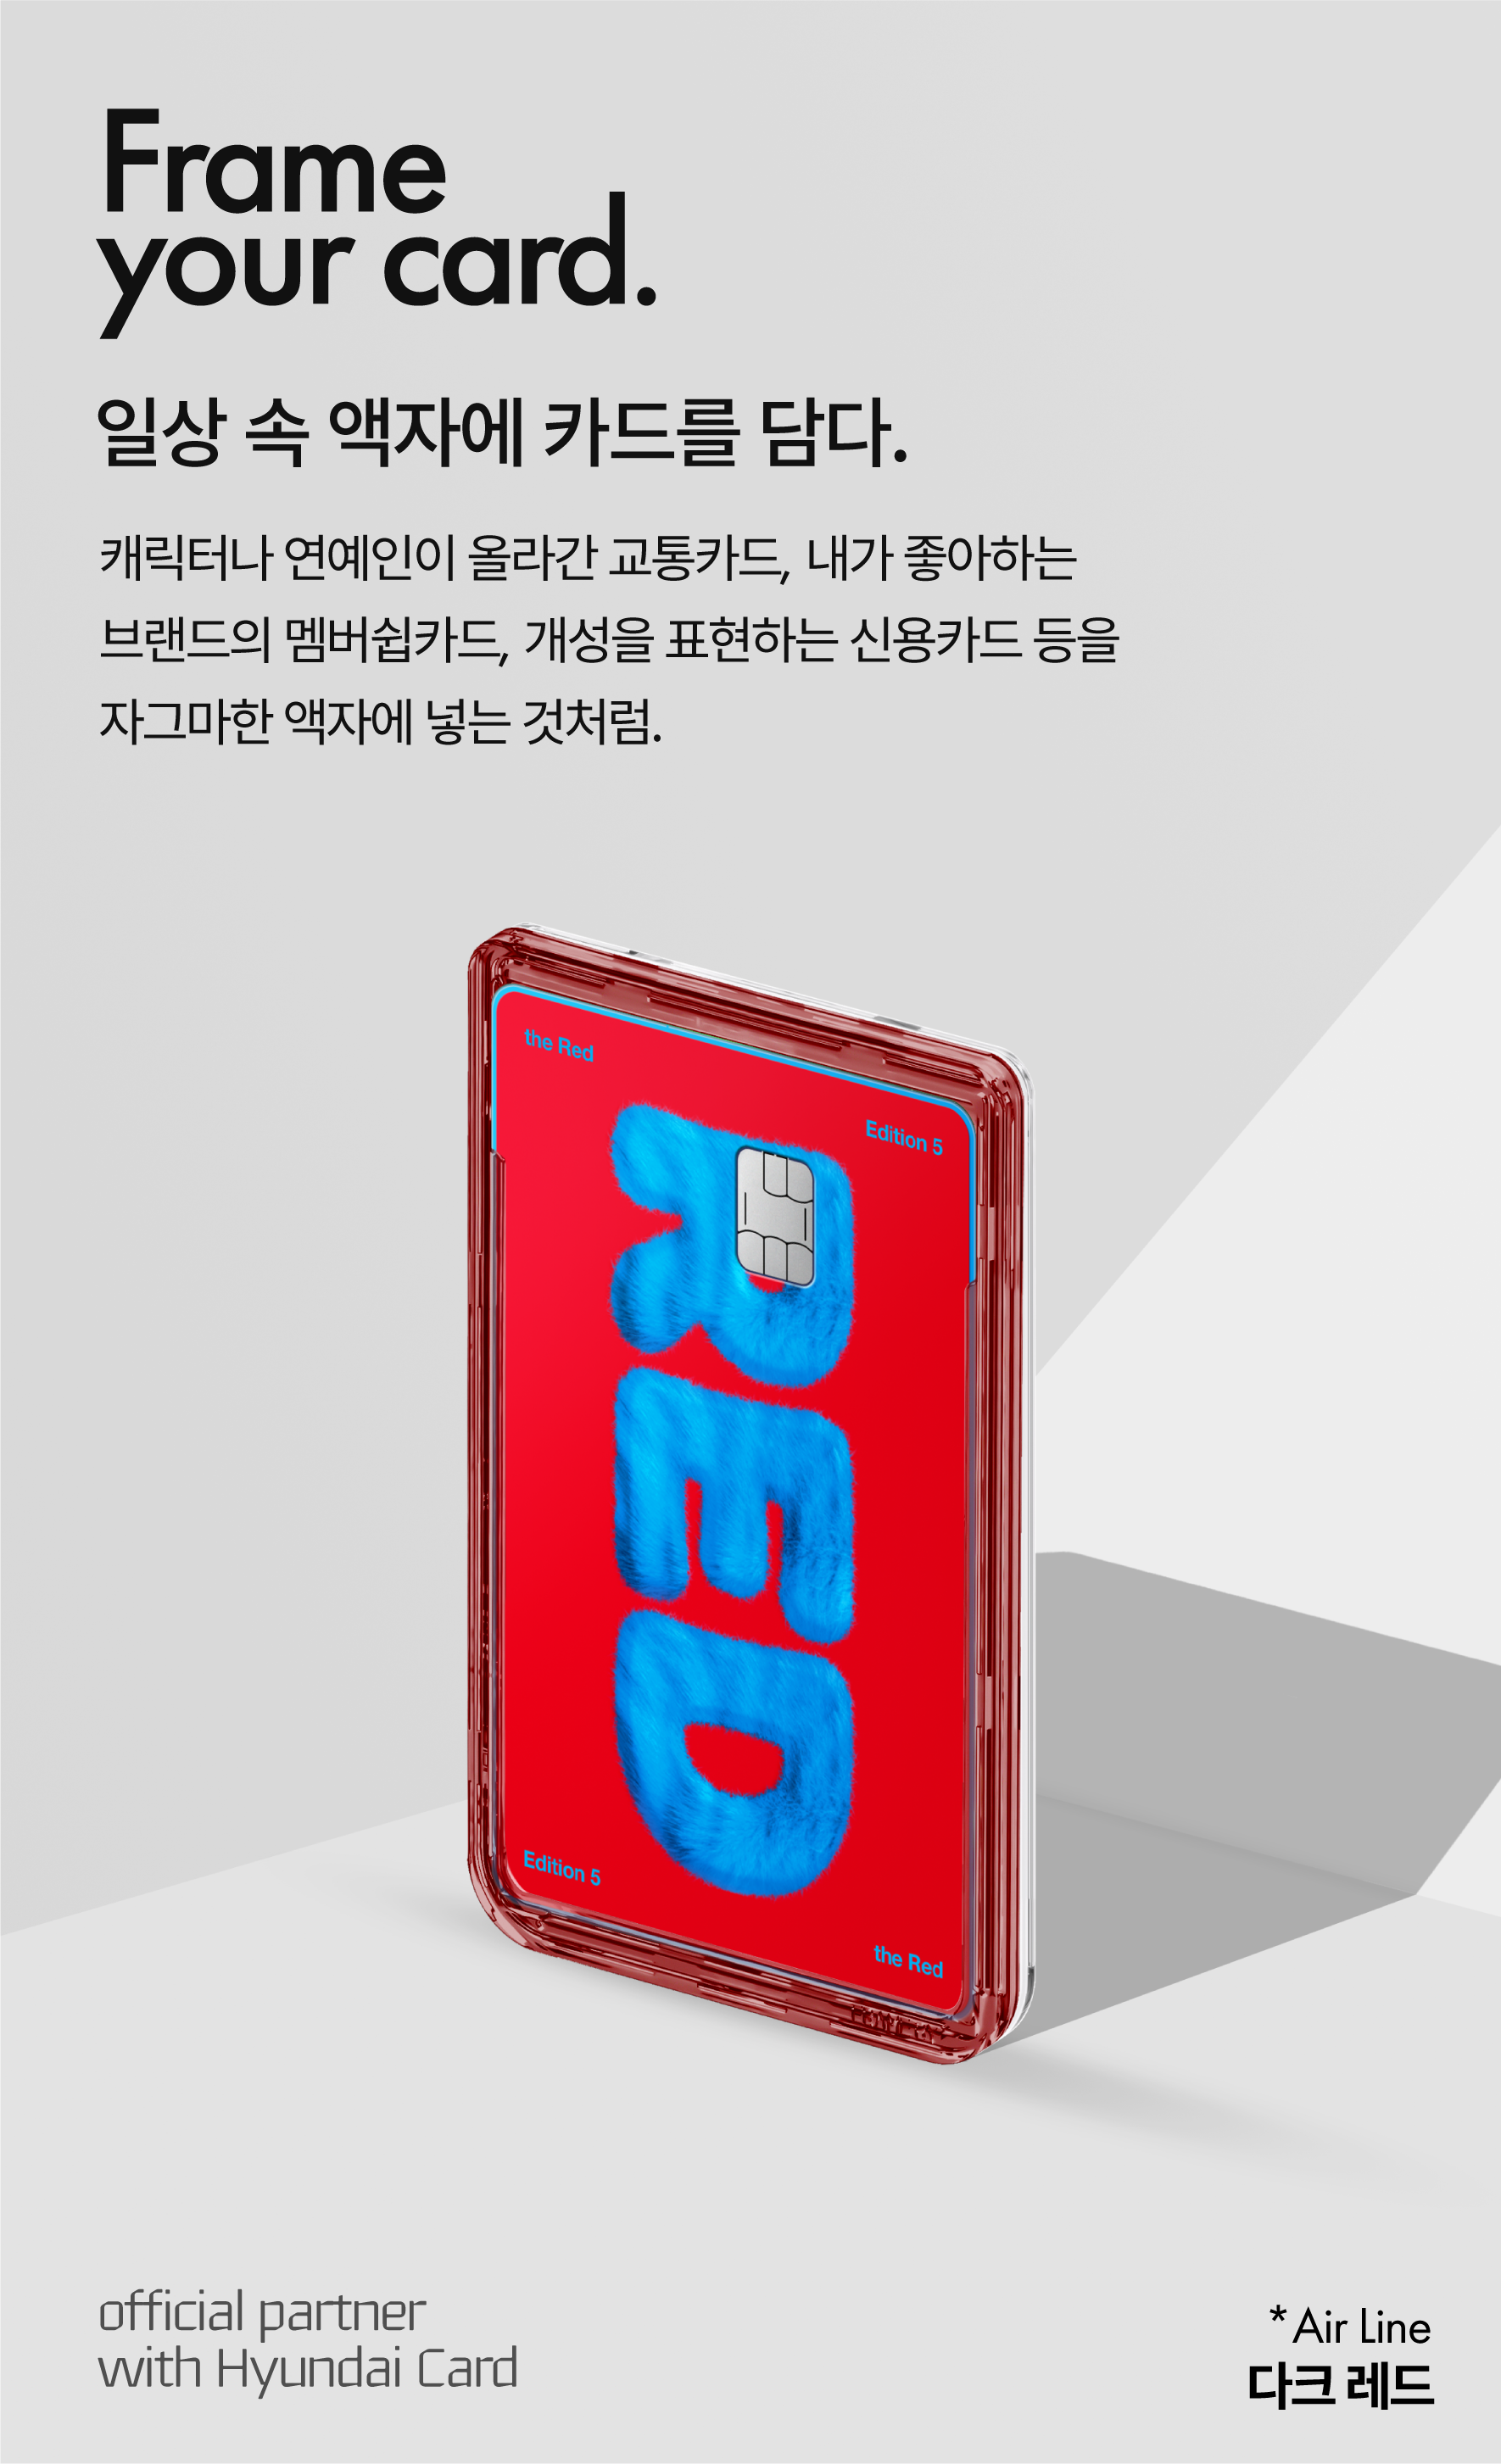 Frame
your card.
일상 속 액자에 카드를 담다.
캐릭터나 연예인이 올라간 교통카드, 내가 좋아하는
브랜드의 멤버쉽카드, 개성을 표현하는 신용카드 등을
자그마한 액자에 넣는 것처럼.
the Red
Edition 5
RED
Edition 5
the Red
official partner
with Hyundai Card
*Air Line
다크 레드